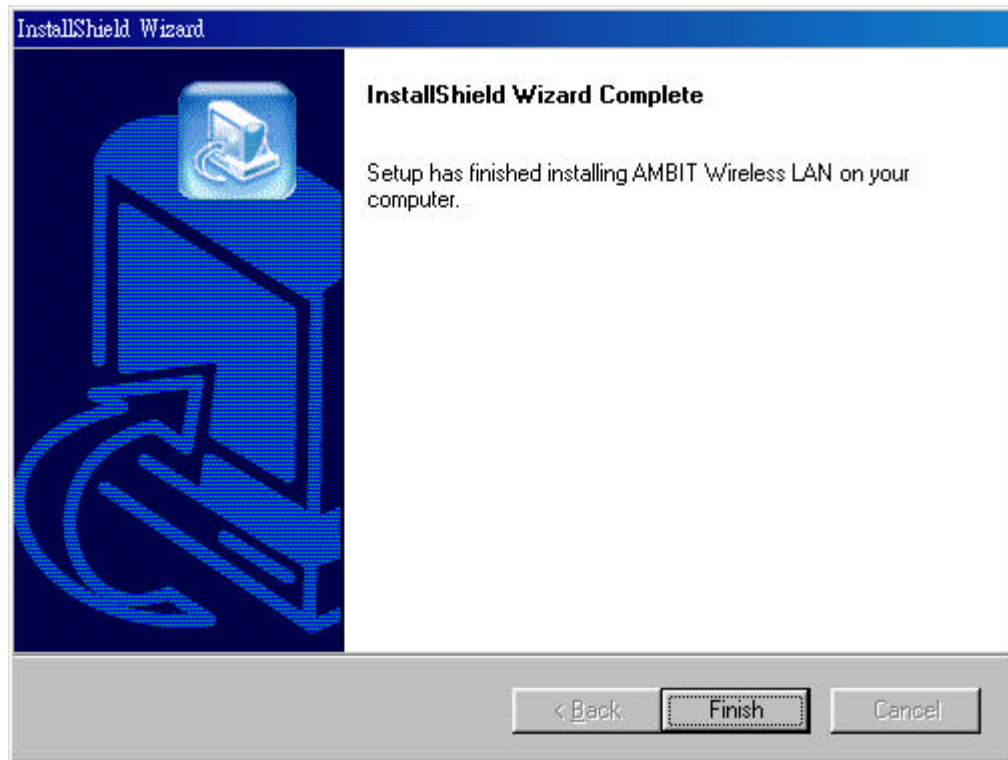 InstallShield Wizard
InstallShield Wizard Complete
Setup has finished installing AMBIT Wireless LAN on your
computer.
< Back
Finish
Cancel